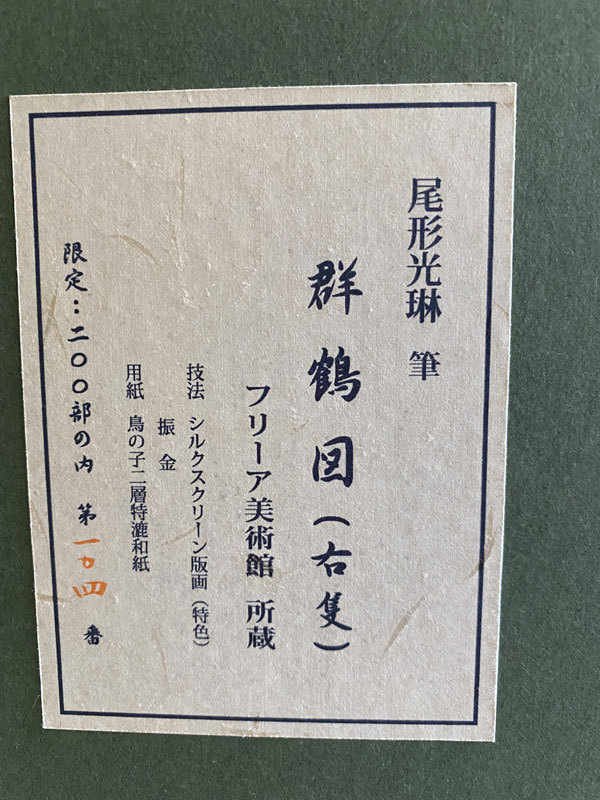 尾形光琳 筆
群鶴図(右隻)
フリーア美術館 所蔵
技法 シルクスクリーン版画(特色)
振金
用紙 鳥の子二層特漉和紙
限定:二〇〇部の内 第一〇四番